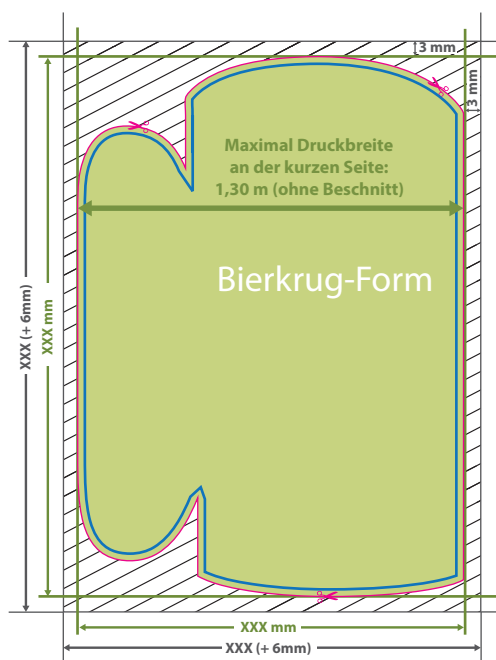 3 mm
3 mm
Maximal Druckbreite
an der kurzen Seite:
1,30 m (ohne Beschnitt)
Bierkrug-Form
XXX (+ 6mm)
XXX mm
XXX mm
XXX (+ 6mm)